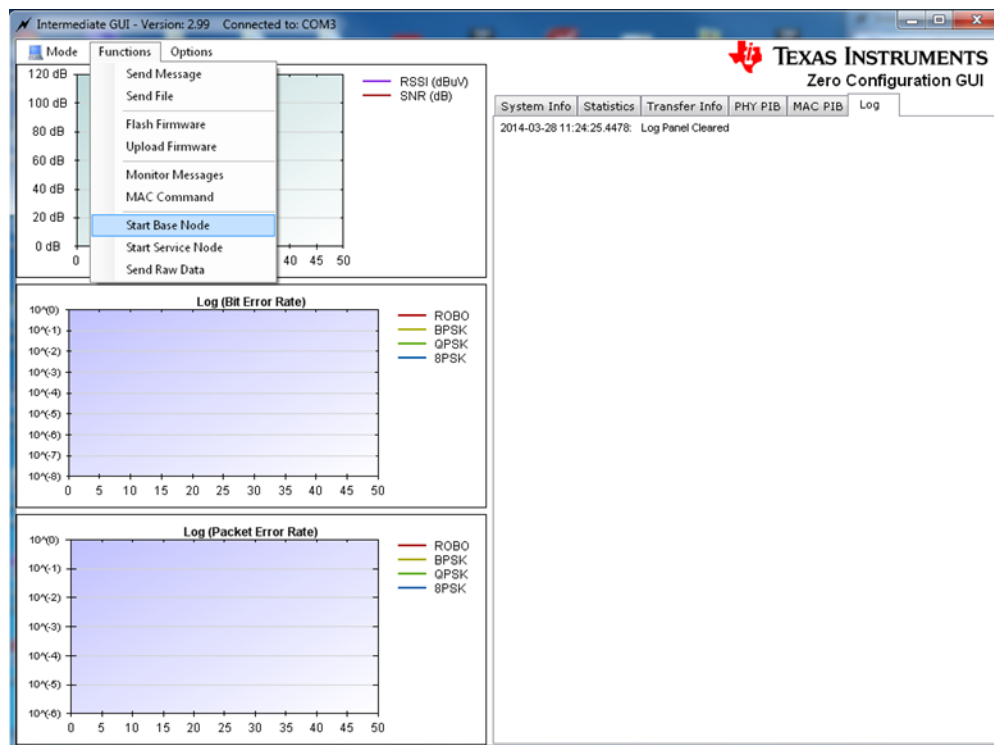 Intermediate GUI - Version: 2.99 Connected to: COM3
Mode Functions Options
TEXAS INSTRUMENTS
Zero Configuration GUI
Send Message
Send File
Flash Firmware
Upload Firmware
Monitor Messages
MAC Command
Start Base Node
Start Service Node
Send Raw Data
120 dB
100 dB
80 dB
60 dB
40 dB
20 dB
0 dB
0 40 45 50
RSSI (dBuV)
SNR (dB)
System Info Statistics Transfer Info PHY PIB MAC PIB Log
2014-03-28 11:24:25.4478: Log Panel Cleared
Log (Bit Error Rate)
10^(0)
10^(-1)
10^(-2)
10^(-3)
10^(-4)
10^(-5)
10^(-6)
10^(-7)
10^(-8)
0 5 10 15 20 25 30 35 40 45 50
ROBO
BPSK
QPSK
8PSK
Log (Packet Error Rate)
10^(0)
10^(-1)
10^(-2)
10^(-3)
10^(-4)
10^(-5)
10^(-6)
0 5 10 15 20 25 30 35 40 45 50
ROBO
BPSK
QPSK
8PSK